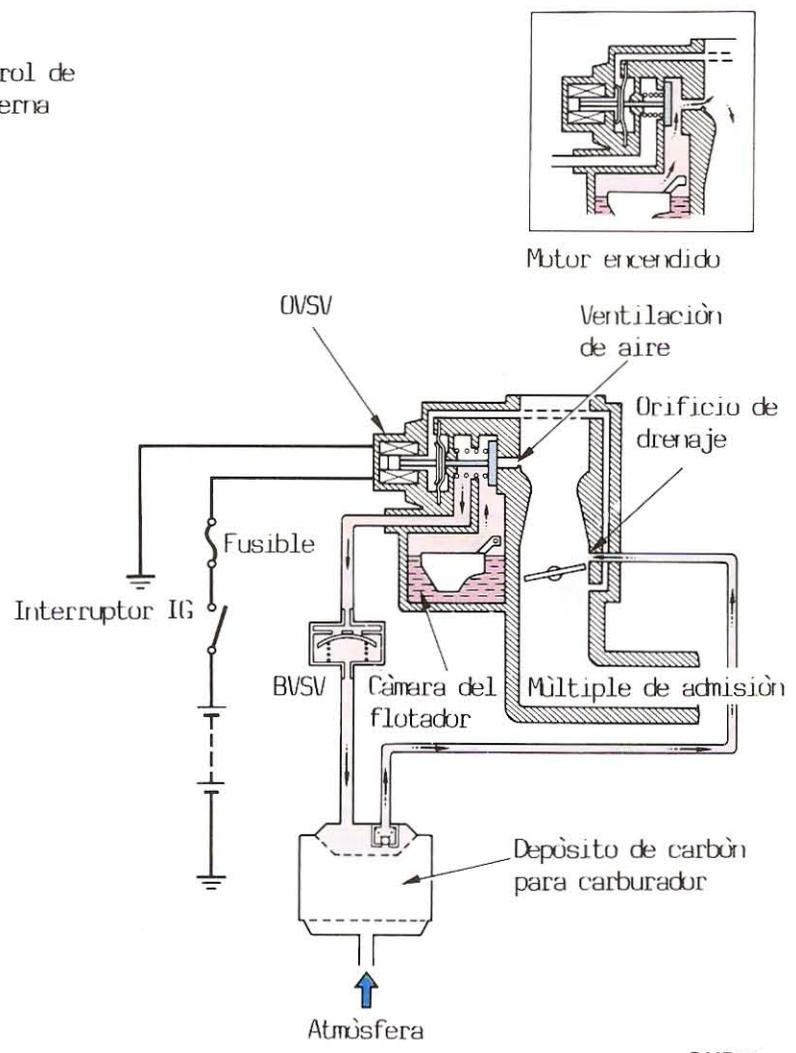 rol de
erna
Motor encendido
OVSV
Ventilaciòn
de aire
Orificio de
drenaje
Fusible
Interruptor IG
BVSV
Càmara del
flotador
Mùltiple de admisiòn
Depòsito de carbòn
para carburador
Atmòsfera